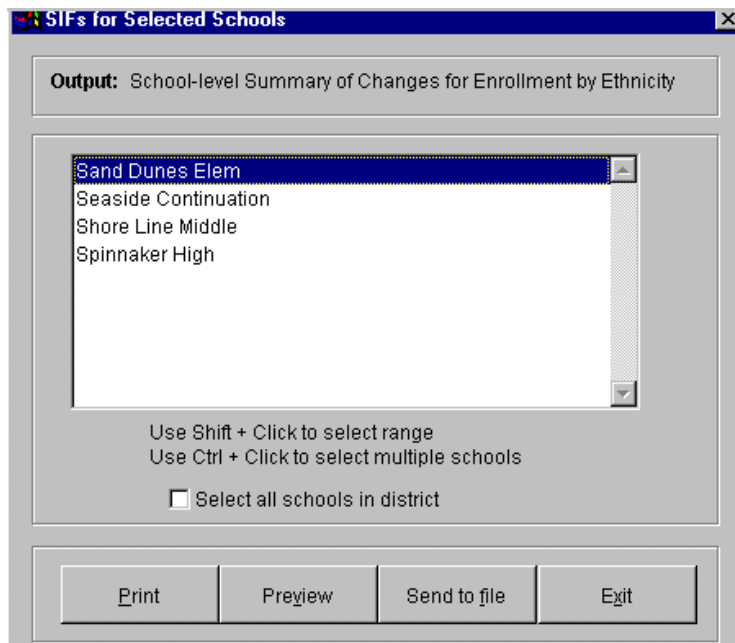 SIFs for Selected Schools
Output: School-level Summary of Changes for Enrollment by Ethnicity
Sand Dunes Elem
Seaside Continuation
Shore Line Middle
Spinnaker High
Use Shift + Click to select range
Use Ctrl + Click to select multiple schools
Select all schools in district
Print Preview Send to file Exit